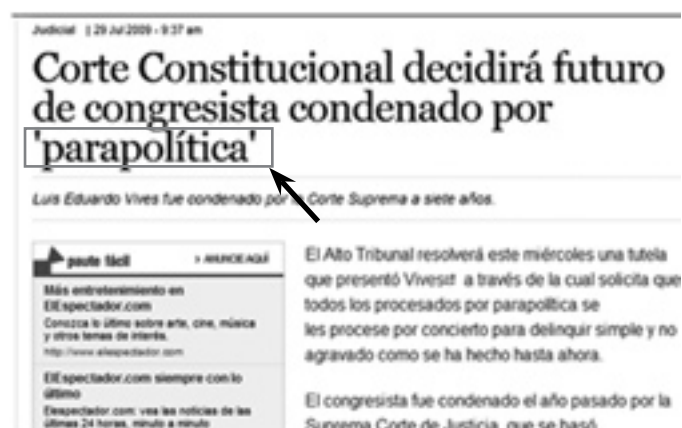 Judicial | 29 Jul 2009 - 9:37 am
Corte Constitucional decidirá futuro
de congresista condenado por
'parapolítica'
Luis Eduardo Vives fue condenado por la Corte Suprema a siete años.
paute fácil > ANUNCIE AQUÍ
Más entretenimiento en
ElEspectador.com
Conozca lo último sobre arte, cine, música
y otros temas de interés.
http://www.elespectador.com
ElEspectador.com siempre con lo
último
Elespectador.com: vea las noticias de las
últimas 24 horas, minuto a minuto
El Alto Tribunal resolverá este miércoles una tutela
que presentó Vives a través de la cual solicita que
todos los procesados por parapolítica se
les procese por concierto para delinquir simple y no
agravado como se ha hecho hasta ahora.
El congresista fue condenado el año pasado por la
Suprema Corte de Justicia, que se basó